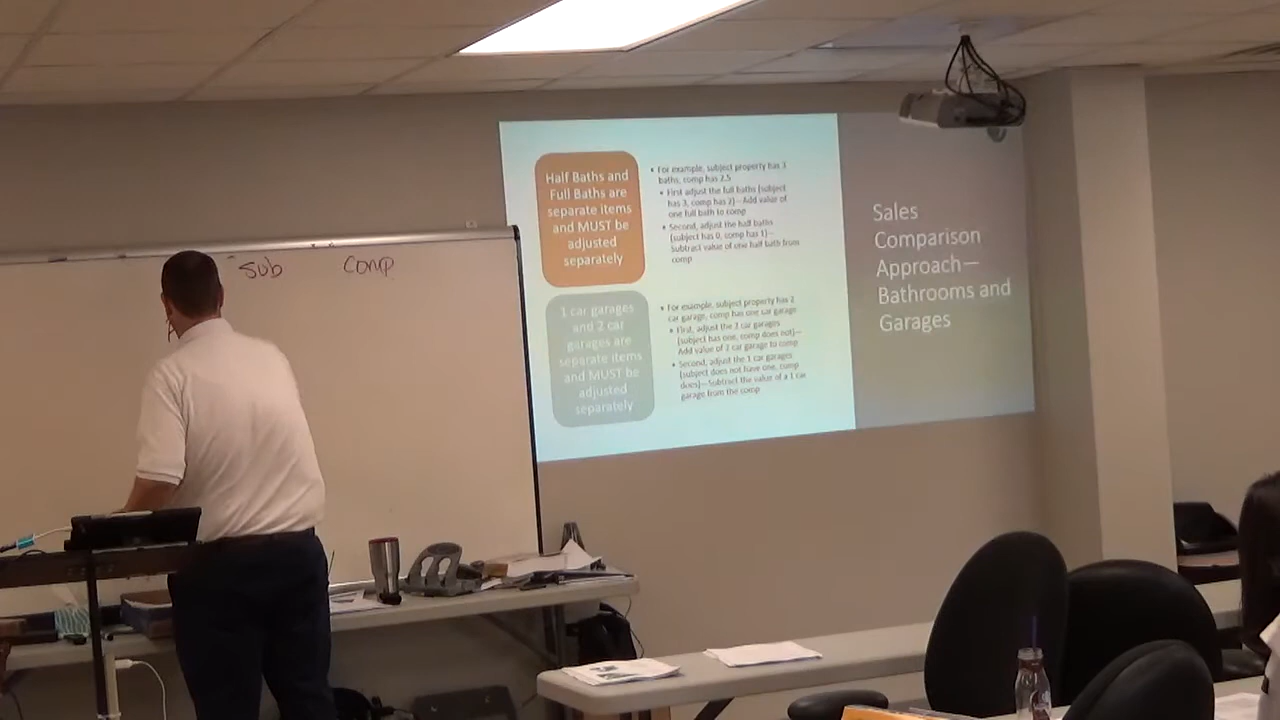 Sub Comp
Half Baths and
Full Baths are
separate items
and MUST be
adjusted
separately
• For example, subject property has 3
baths, comp has 2.5
• First adjust the full baths (subject
has 3, comp has 2)—Add value of
one full bath to comp
• Second, adjust the half baths
(subject has 0, comp has 1)—
Subtract value of one half bath from
comp
1 car garages
and 2 car
garages are
separate items
and MUST be
adjusted
separately
• For example, subject property has 2
car garage, comp has one car garage
• First, adjust the 2 car garages
(subject has one, comp does not)—
Add value of 2 car garage to comp
• Second, adjust the 1 car garages
(subject does not have one, comp
does)—Subtract the value of a 1 car
garage from the comp
Sales
Comparison
Approach—
Bathrooms and
Garages